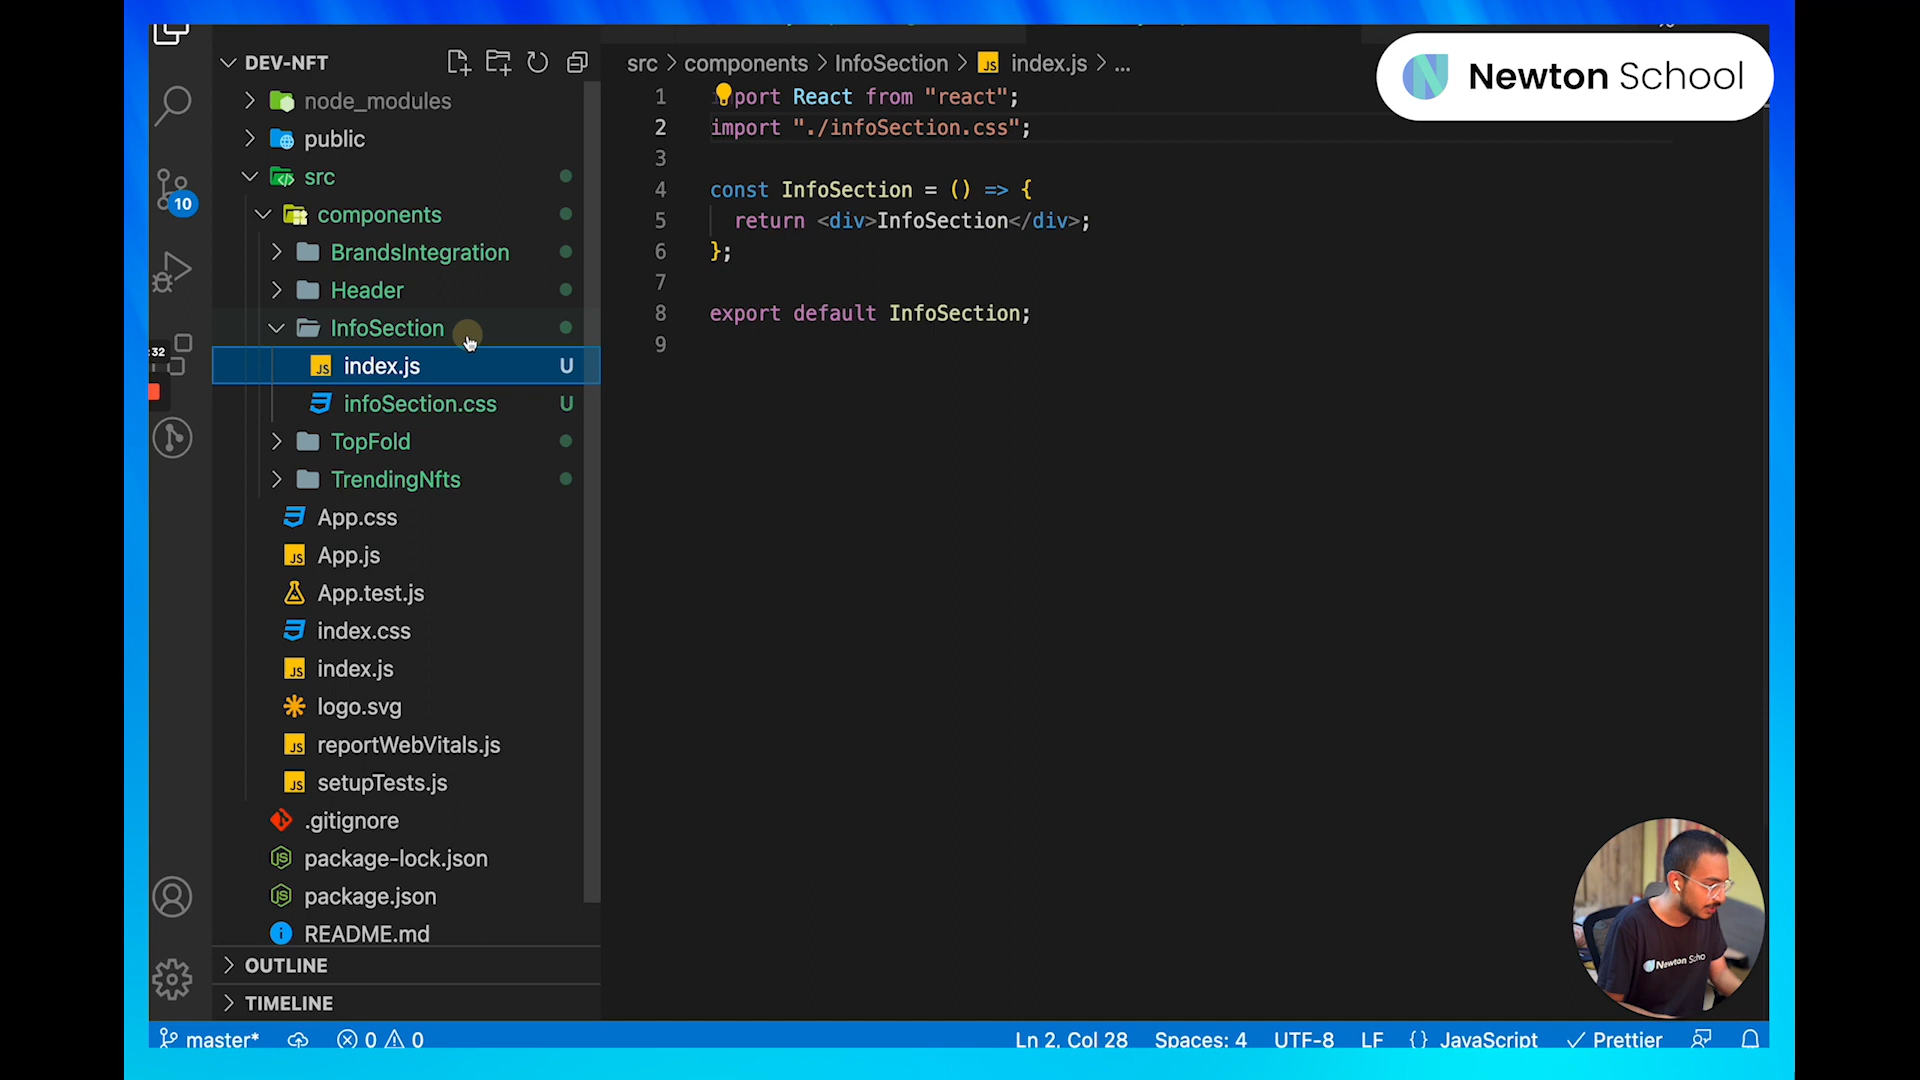 DEV-NFT
node_modules
public
src
components
BrandsIntegration
Header
InfoSection
index.js U
infoSection.css U
TopFold
TrendingNfts
App.css
App.js
App.test.js
index.css
index.js
logo.svg
reportWebVitals.js
setupTests.js
.gitignore
package-lock.json
package.json
README.md
OUTLINE
TIMELINE
10
:32
src > components > InfoSection > JS index.js > ...
Newton School
1 port React from "react";
2 import "./infoSection.css";
3
4 const InfoSection = () => {
5 return <div>InfoSection</div>;
6 };
7
8 export default InfoSection;
9
Newton Scho
master* 0 0 Ln 2, Col 28 Spaces: 4 UTF-8 LF {} JavaScript Prettier